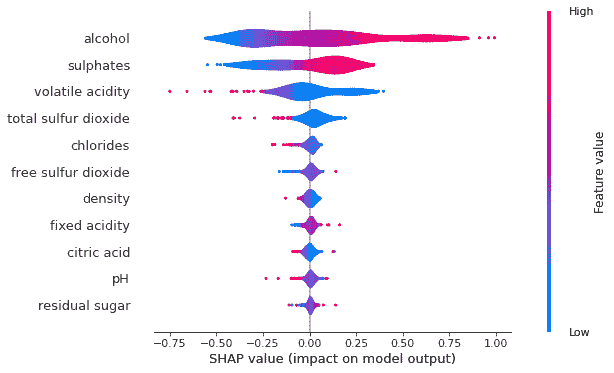 High
alcohol
sulphates
volatile acidity
total sulfur dioxide
chlorides
free sulfur dioxide
density
fixed acidity
citric acid
pH
residual sugar
Feature value
Low
−0.75 −0.50 −0.25 0.00 0.25 0.50 0.75 1.00
SHAP value (impact on model output)